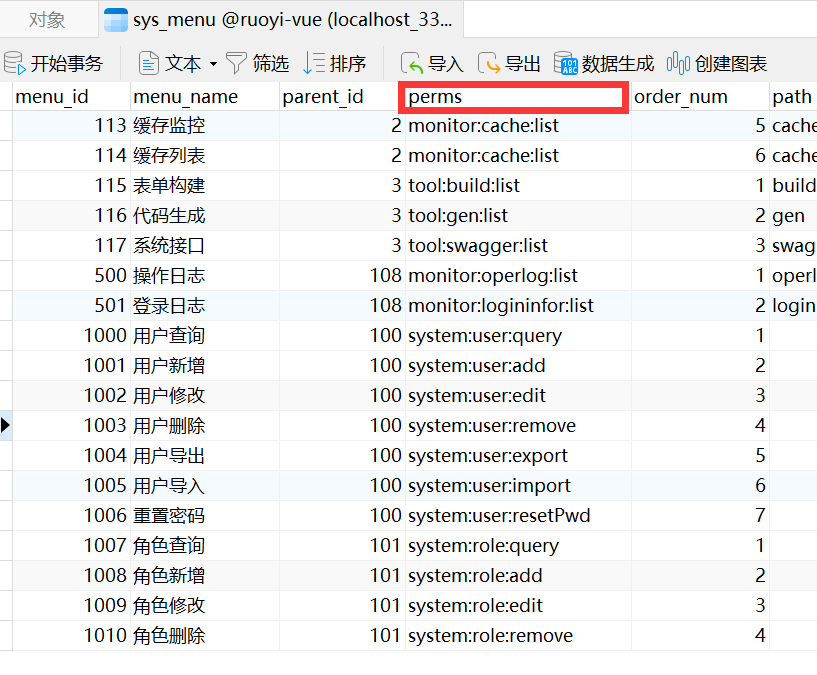 对象 sys_menu @ruoyi-vue (localhost_33...
开始事务 文本 筛选 排序 导入 导出 数据生成 创建图表
menu_id menu_name parent_id perms order_num path
113 缓存监控 2 monitor:cache:list 5 cache
114 缓存列表 2 monitor:cache:list 6 cache
115 表单构建 3 tool:build:list 1 build
116 代码生成 3 tool:gen:list 2 gen
117 系统接口 3 tool:swagger:list 3 swag
500 操作日志 108 monitor:operlog:list 1 operl
501 登录日志 108 monitor:logininfor:list 2 login
1000 用户查询 100 system:user:query 1
1001 用户新增 100 system:user:add 2
1002 用户修改 100 system:user:edit 3
1003 用户删除 100 system:user:remove 4
1004 用户导出 100 system:user:export 5
1005 用户导入 100 system:user:import 6
1006 重置密码 100 system:user:resetPwd 7
1007 角色查询 101 system:role:query 1
1008 角色新增 101 system:role:add 2
1009 角色修改 101 system:role:edit 3
1010 角色删除 101 system:role:remove 4